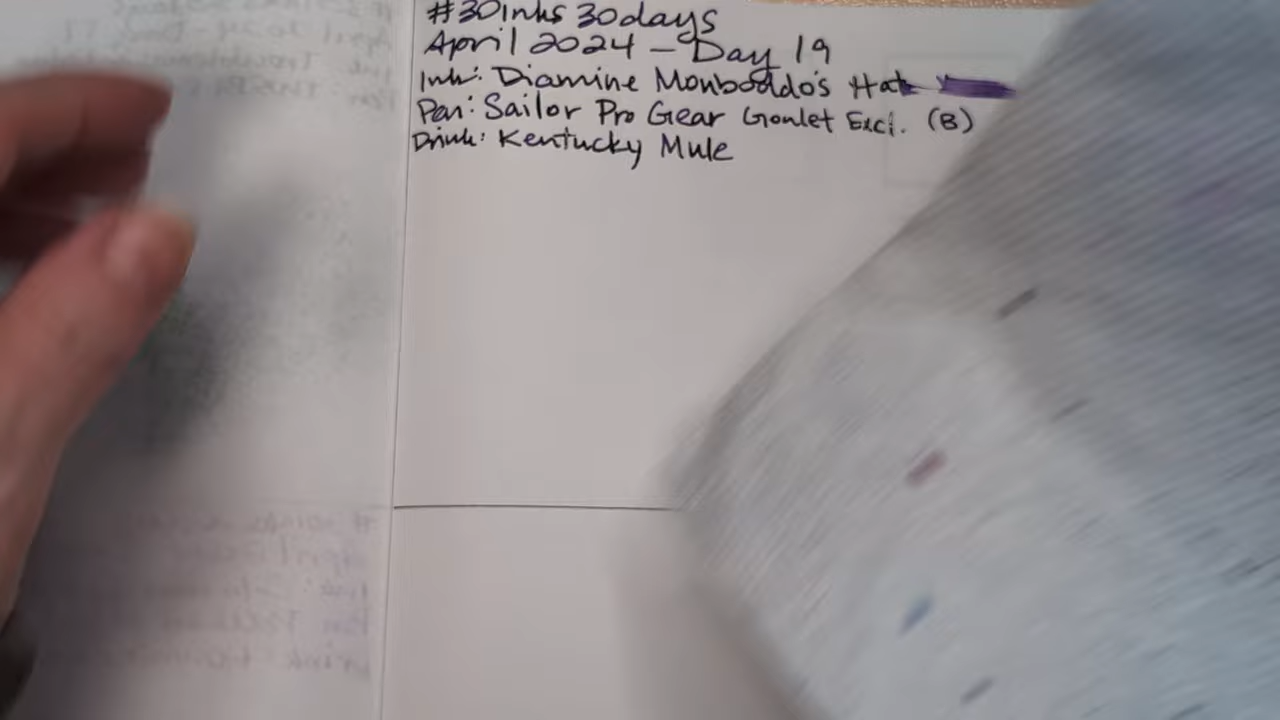 #30inks30days
April 2024 - Day 19
Ink: Diamine Monboddo's Hat
Pen: Sailor Pro Gear Gonlet Excl. (B)
Drink: Kentucky Mule